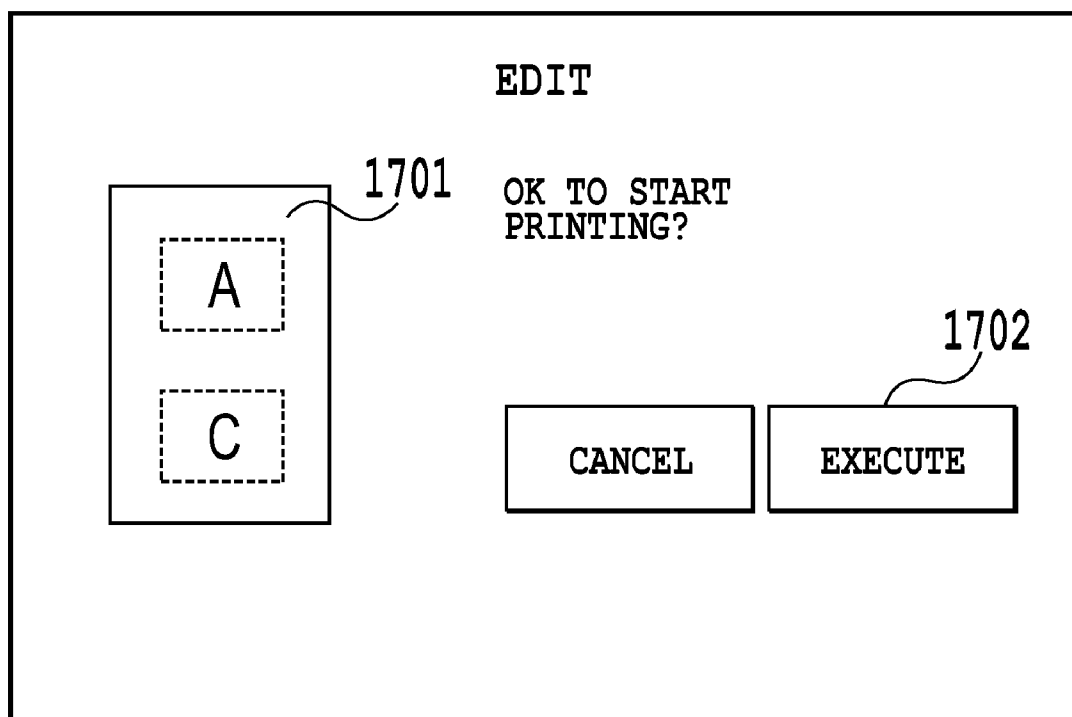 EDIT
1701
OK TO START
PRINTING?
A
1702
C
CANCEL
EXECUTE